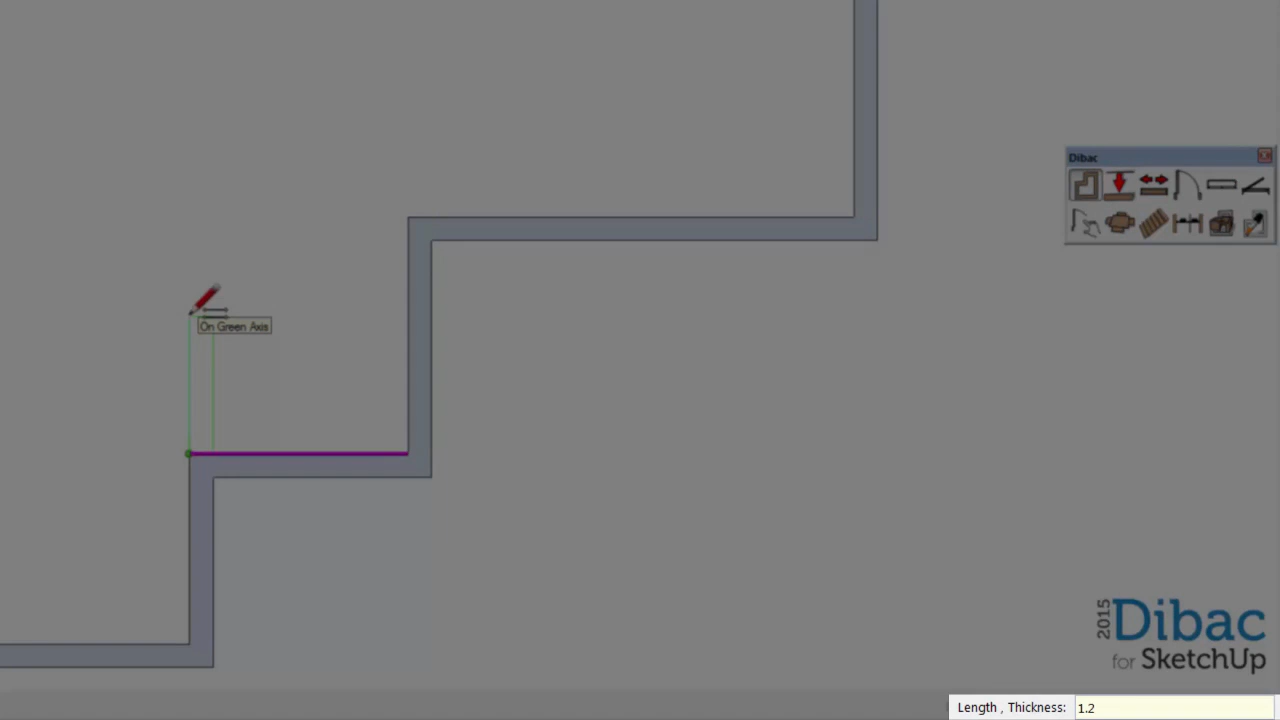 Dibac
On Green Axis
2015
Dibac
for SketchUp
Length , Thickness: 1.2